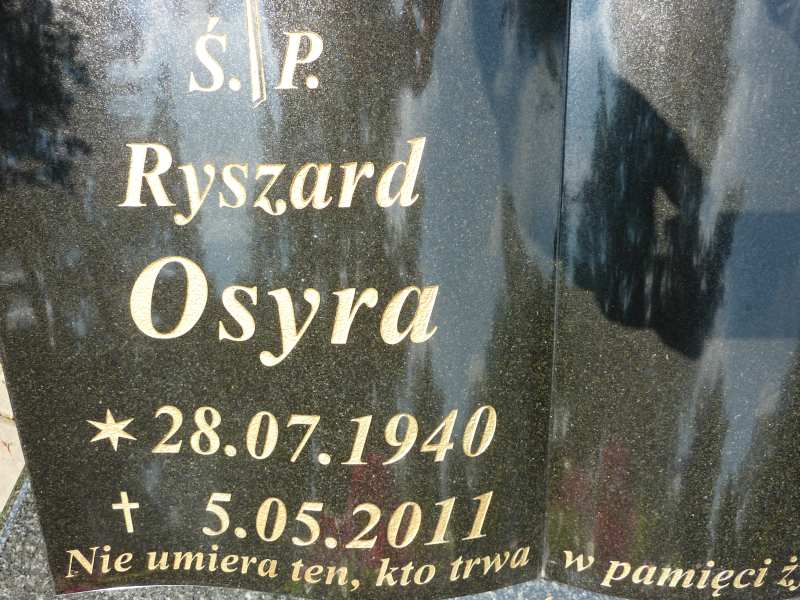 Ś. P.
Ryszard
Osyra
28.07.1940
5.05.2011
Nie umiera ten, kto trwa w pamięci